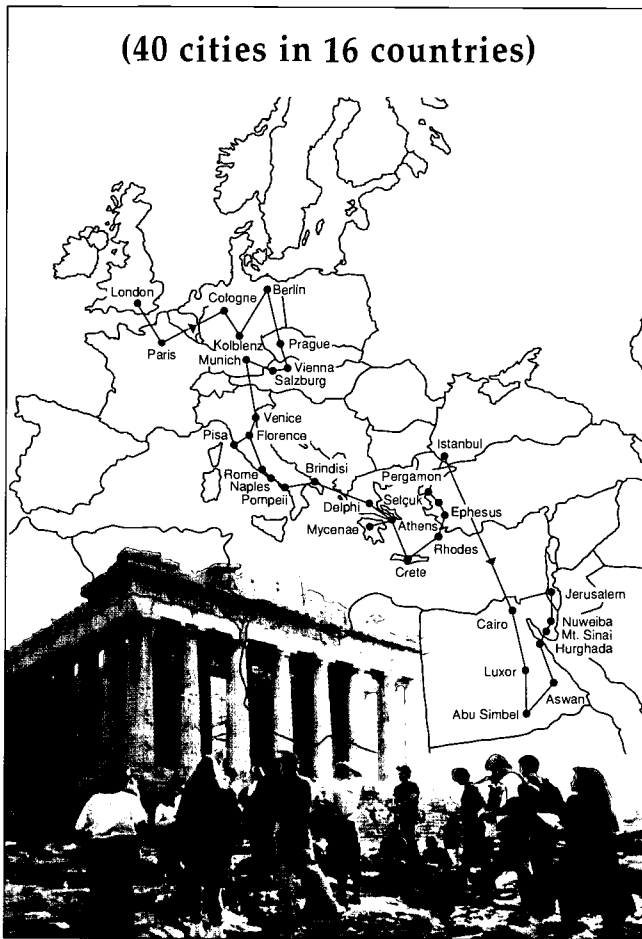 (40 cities in 16 countries)
London
Cologne
Berlin
Paris
Kolblenz
Prague
Munich
Vienna
Salzburg
Venice
Pisa
Florence
Istanbul
Rome
Brindisi
Pergamon
Naples
Selçuk
Pompeii
Delphi
Ephesus
Mycenae
Athens
Rhodes
Crete
Jerusalem
Cairo
Nuweiba
Mt. Sinai
Hurghada
Luxor
Aswan
Abu Simbel